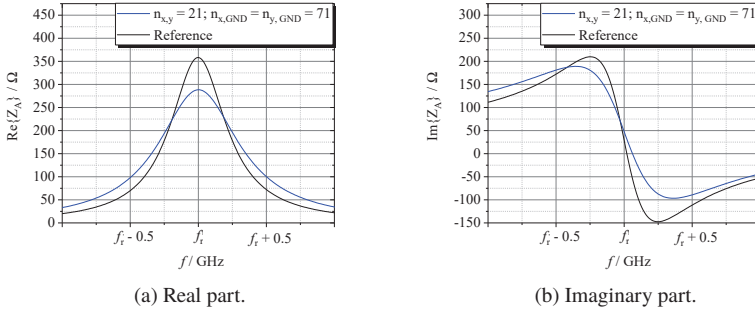 n_x,y = 21; n_x,GND = n_y, GND = 71
Reference
450
400
350
300
250
200
150
100
50
0
Re{Z_A} / Ω
f_r - 0.5
f_r
f_r + 0.5
f / GHz
(a) Real part.
n_x,y = 21; n_x,GND = n_y, GND = 71
Reference
300
250
200
150
100
50
0
-50
-100
-150
Im{Z_A} / Ω
f_r - 0.5
f_r
f_r + 0.5
f / GHz
(b) Imaginary part.